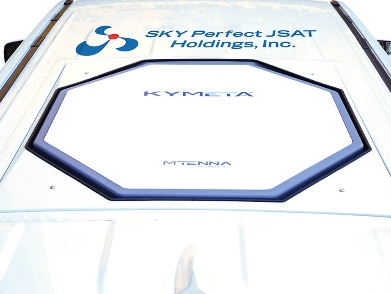 SKY Perfect JSAT
Holdings, Inc.
KYMETA
MTENNA